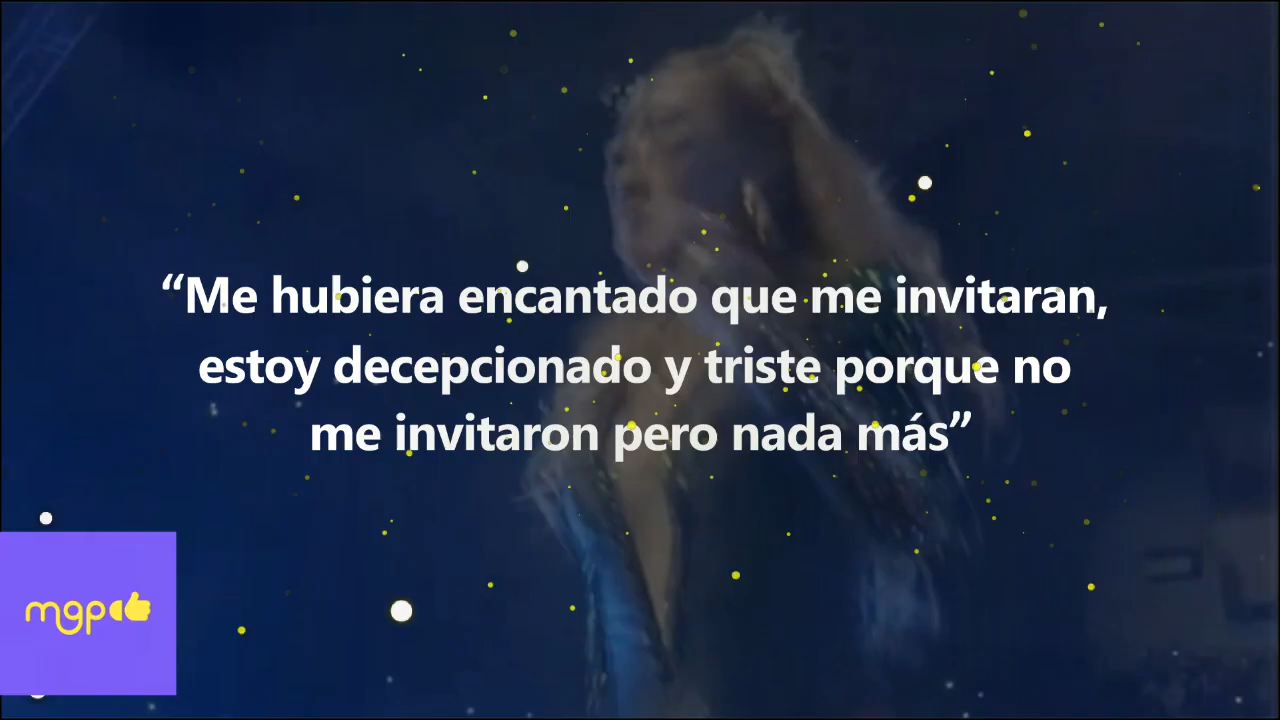 “Me hubiera encantado que me invitaran,
estoy decepcionado y triste porque no
me invitaron pero nada más”
mgp